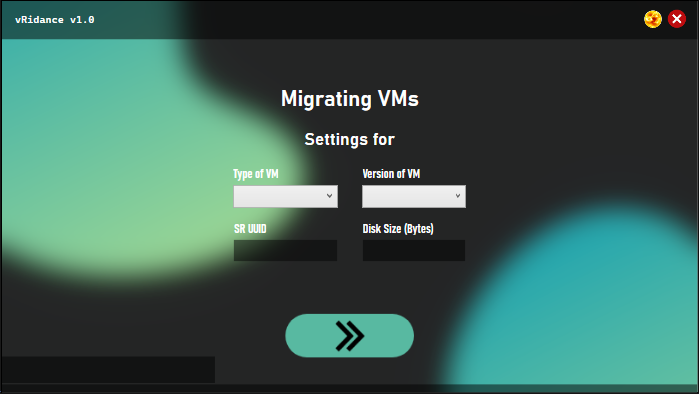 vRidance v1.0
Migrating VMs
Settings for
Type of VM
Version of VM
SR UUID
Disk Size (Bytes)